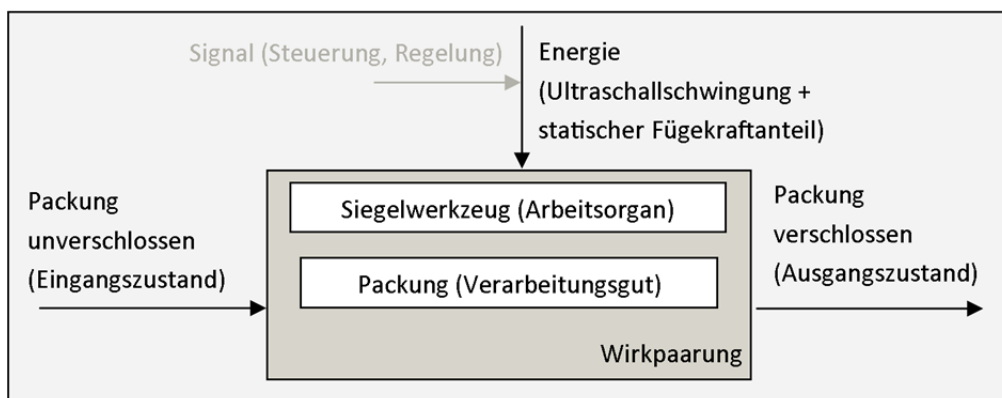 Signal (Steuerung, Regelung)
Energie
(Ultraschallschwingung +
statischer Fügekraftanteil)
Packung
unverschlossen
(Eingangszustand)
Siegelwerkzeug (Arbeitsorgan)
Packung (Verarbeitungsgut)
Wirkpaarung
Packung
verschlossen
(Ausgangszustand)